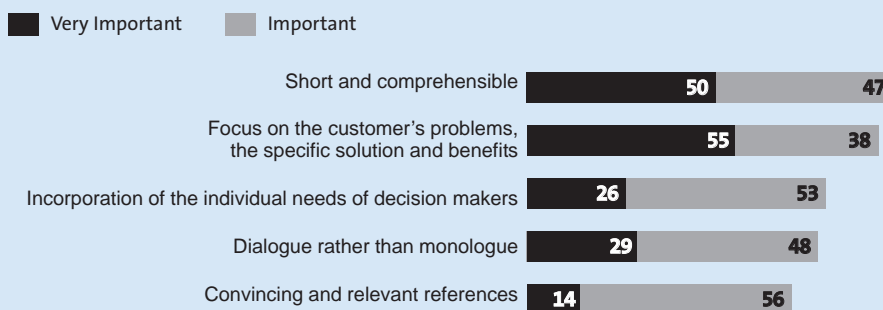 Very Important Important
Short and comprehensible 50 47
Focus on the customer's problems,
the specific solution and benefits 55 38
Incorporation of the individual needs of decision makers 26 53
Dialogue rather than monologue 29 48
Convincing and relevant references 14 56